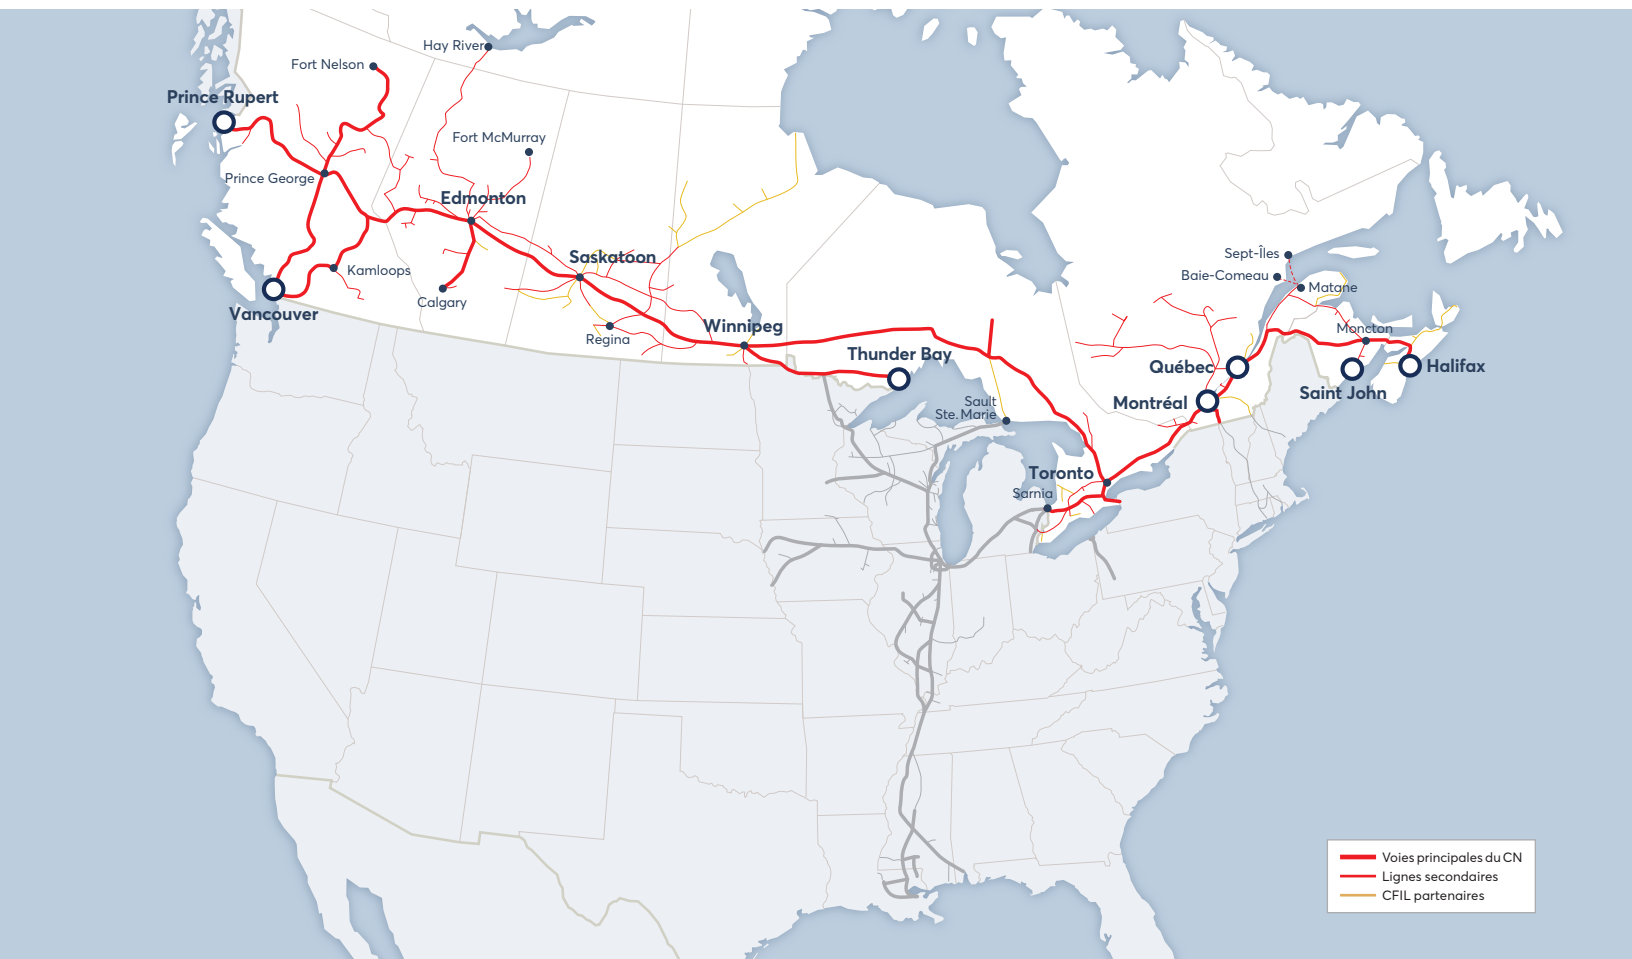 Hay River
Fort Nelson
Prince Rupert
Fort McMurray
Prince George
Edmonton
Saskatoon
Kamloops
Calgary
Vancouver
Regina
Winnipeg
Thunder Bay
Sault
Ste. Marie
Sept-Îles
Baie-Comeau
Matane
Moncton
Québec
Halifax
Saint John
Montréal
Toronto
Sarnia
Voies principales du CN
Lignes secondaires
CFIL partenaires